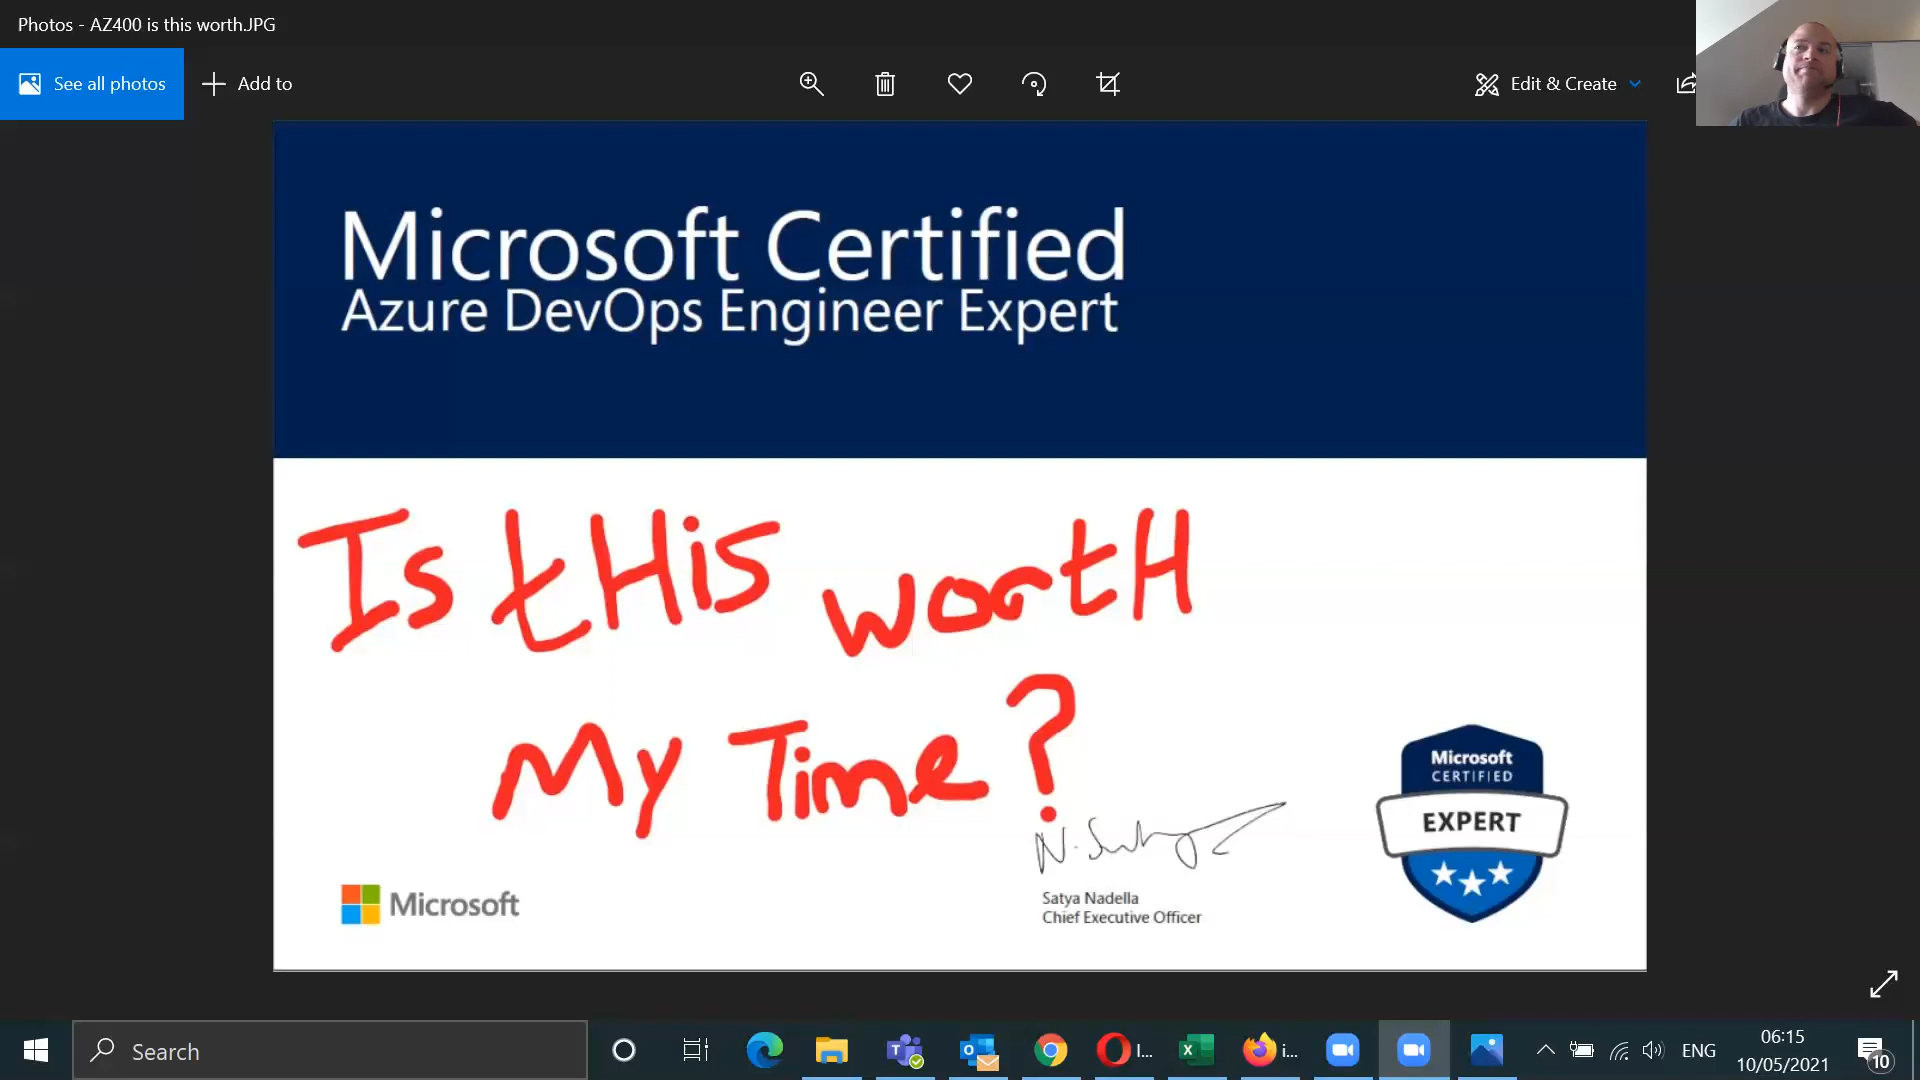 Photos - AZ400 is this worth.JPG
See all photos
Add to
Edit & Create
Microsoft Certified
Azure DevOps Engineer Expert
Is tHis wortH
My Time?
N. Satya
Satya Nadella
Chief Executive Officer
Microsoft
Microsoft
CERTIFIED
EXPERT
Search
I...
i...
ENG
06:15
10/05/2021
10